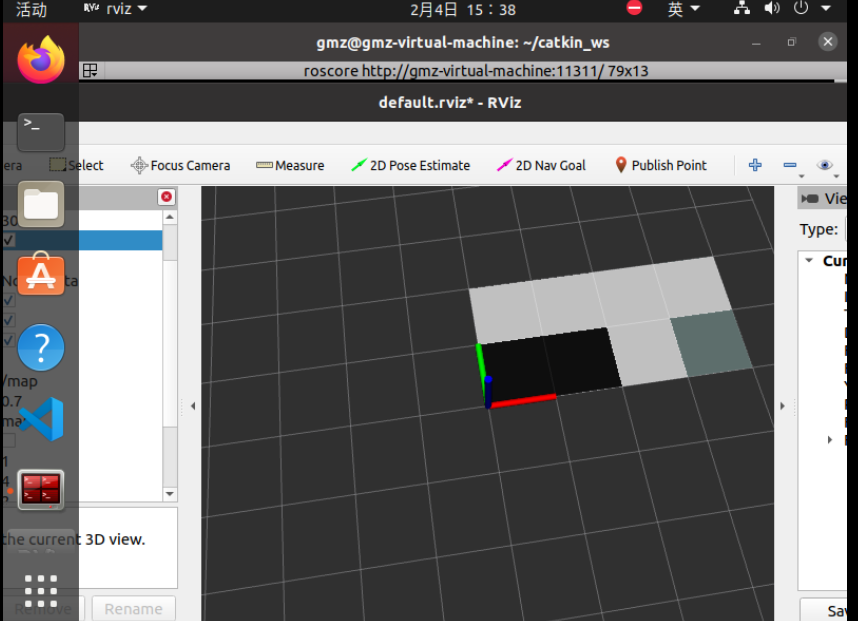 活动 rviz 2月4日 15：38 英
gmz@gmz-virtual-machine: ~/catkin_ws
roscore http://gmz-virtual-machine:11311/ 79x13
default.rviz* - RViz
era Select Focus Camera Measure 2D Pose Estimate 2D Nav Goal Publish Point
Vie
30
Type:
Cur
/map
0.7
ma
1
4
the current 3D view.
Remove Rename
Sav